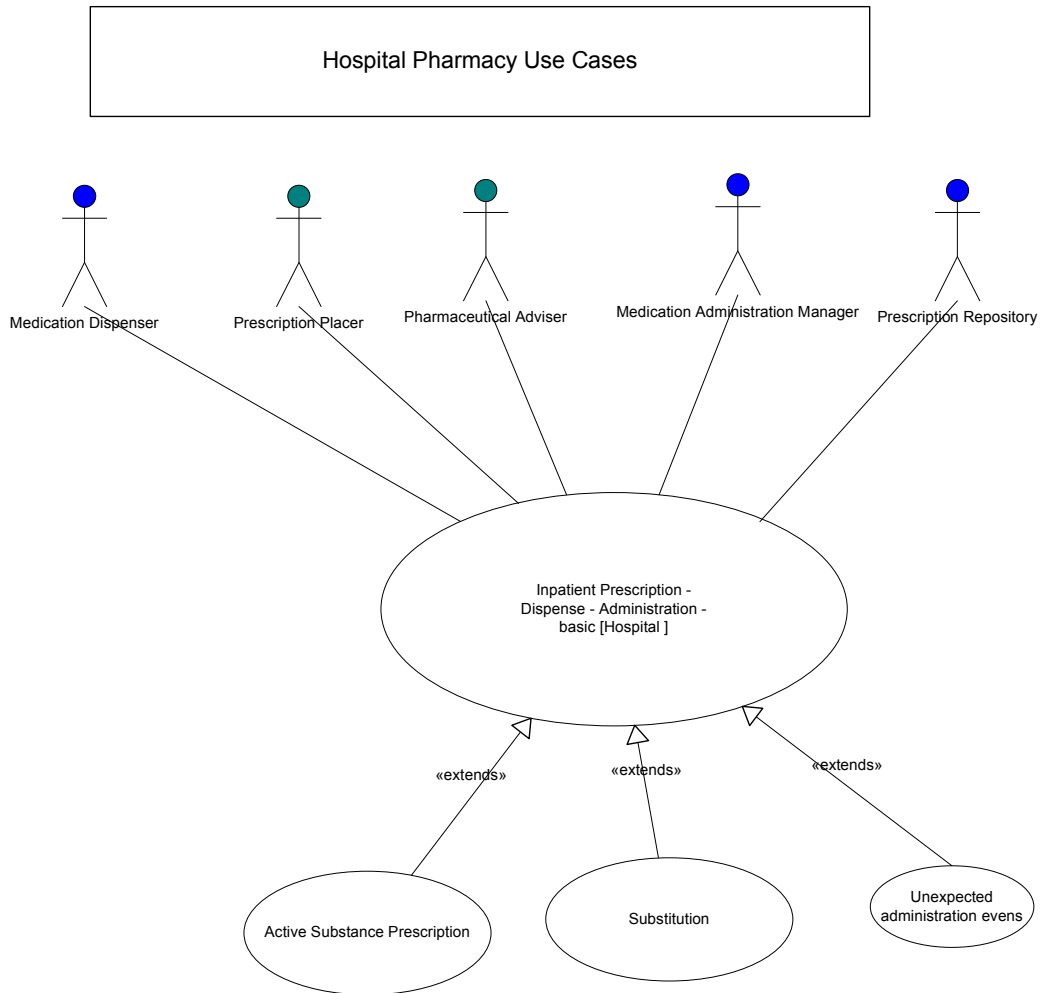 Hospital Pharmacy Use Cases
Medication Dispenser
Prescription Placer
Pharmaceutical Adviser
Medication Administration Manager
Prescription Repository
Inpatient Prescription -
Dispense - Administration -
basic [Hospital ]
«extends»
«extends»
«extends»
Active Substance Prescription
Substitution
Unexpected
administration evens